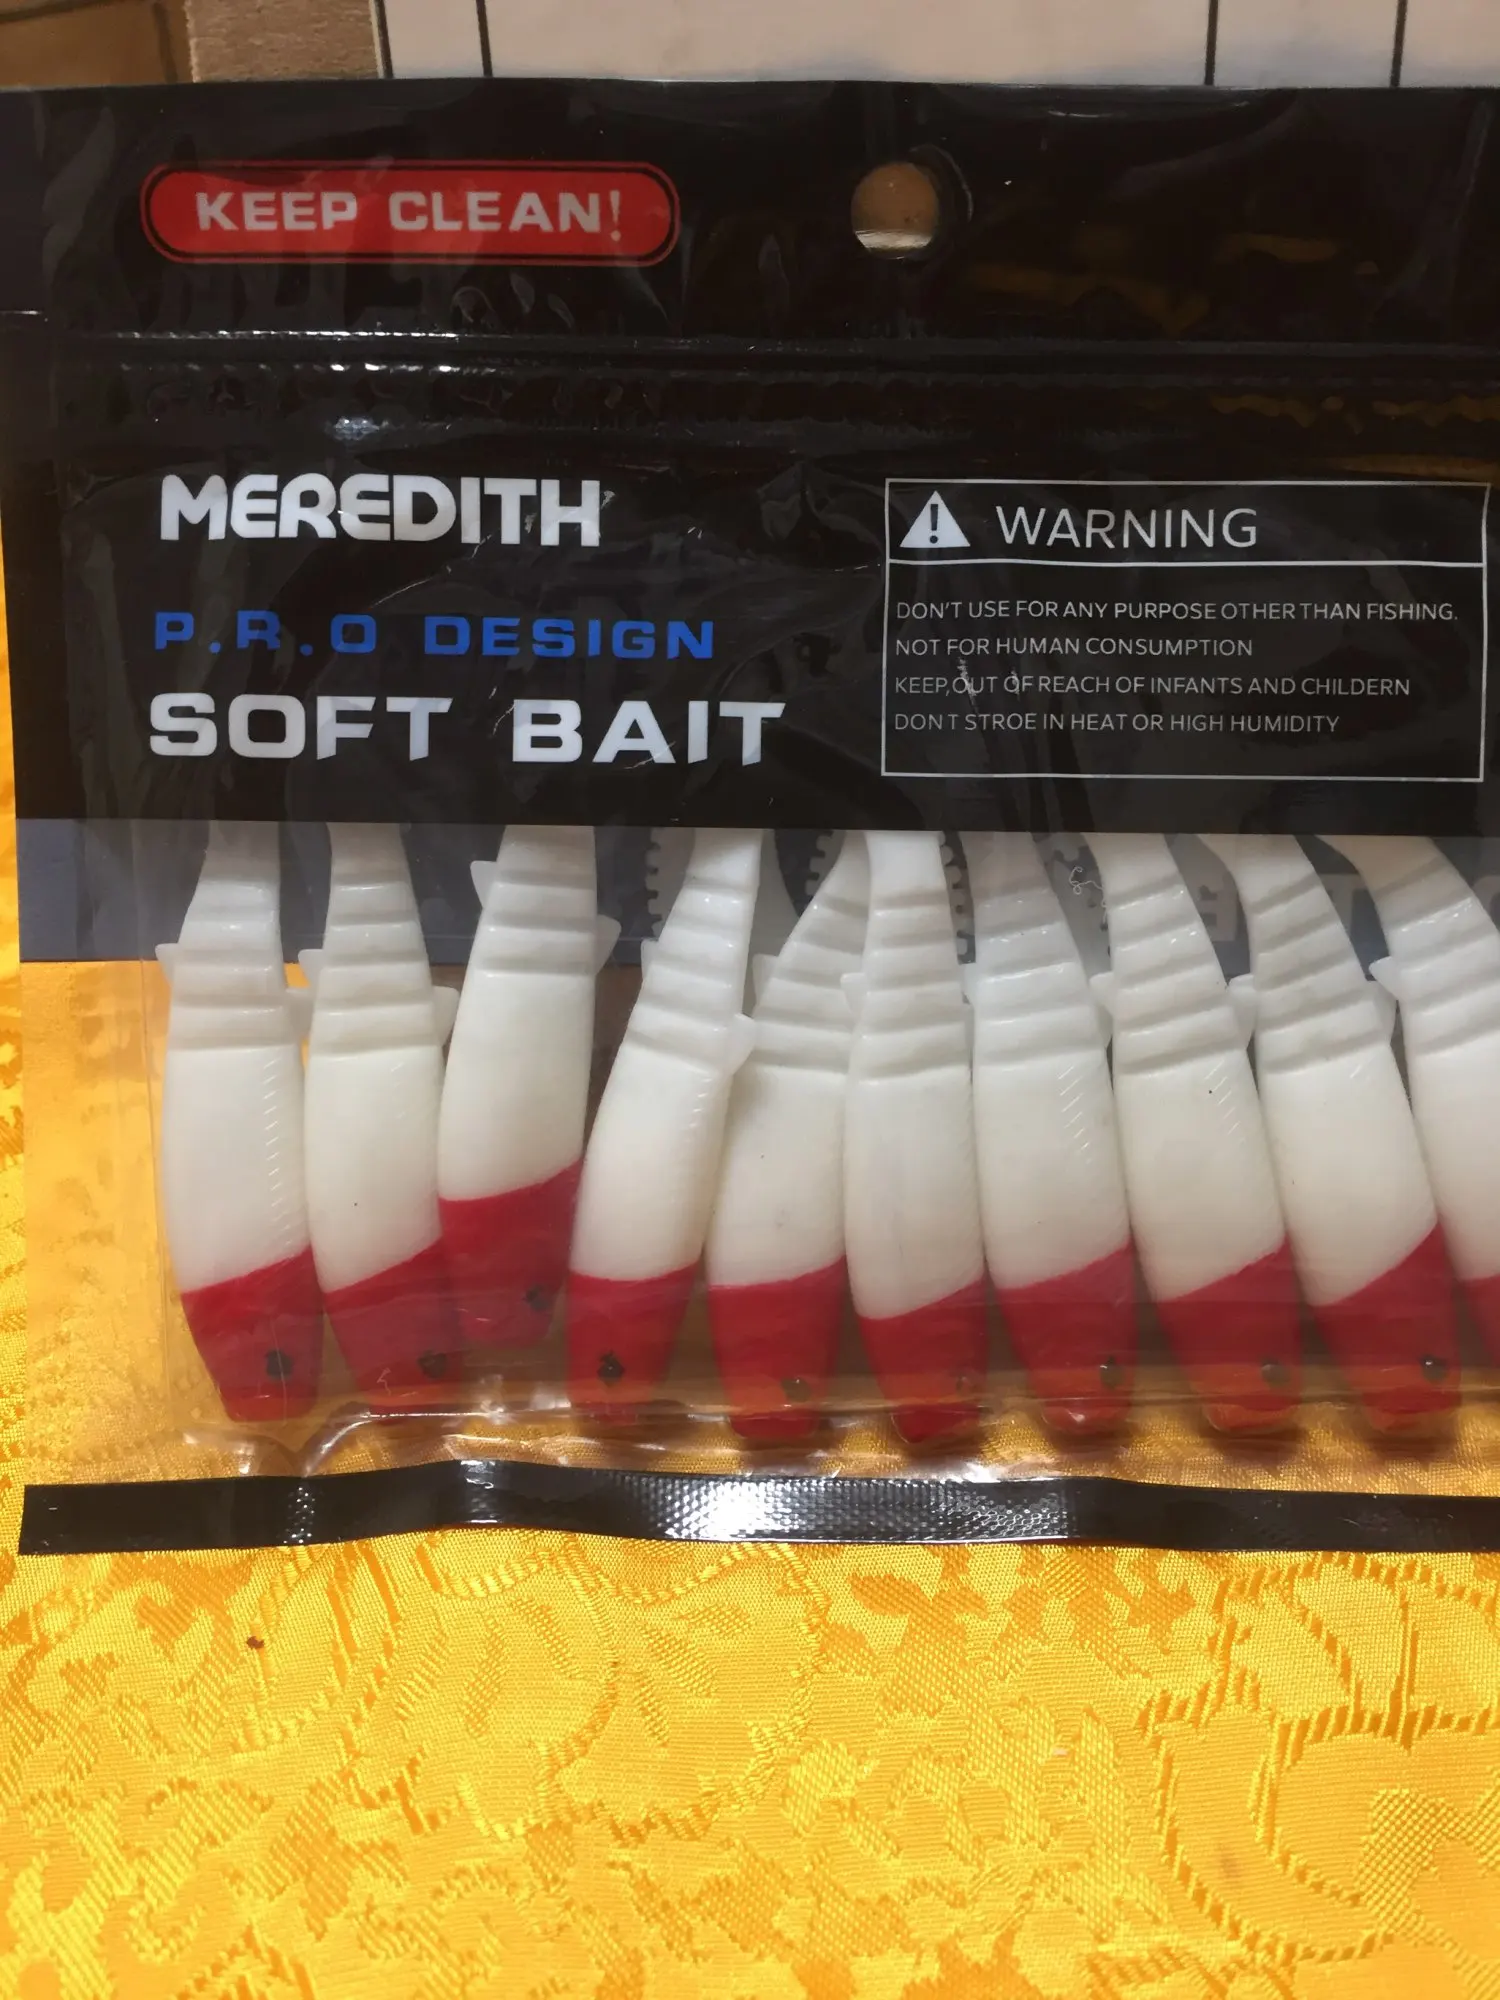 KEEP CLEAN!
MEREDITH
P.R.O DESIGN
SOFT BAIT
WARNING
DON'T USE FOR ANY PURPOSE OTHER THAN FISHING.
NOT FOR HUMAN CONSUMPTION
KEEP,OUT OF REACH OF INFANTS AND CHILDERN
DON T STROE IN HEAT OR HIGH HUMIDITY